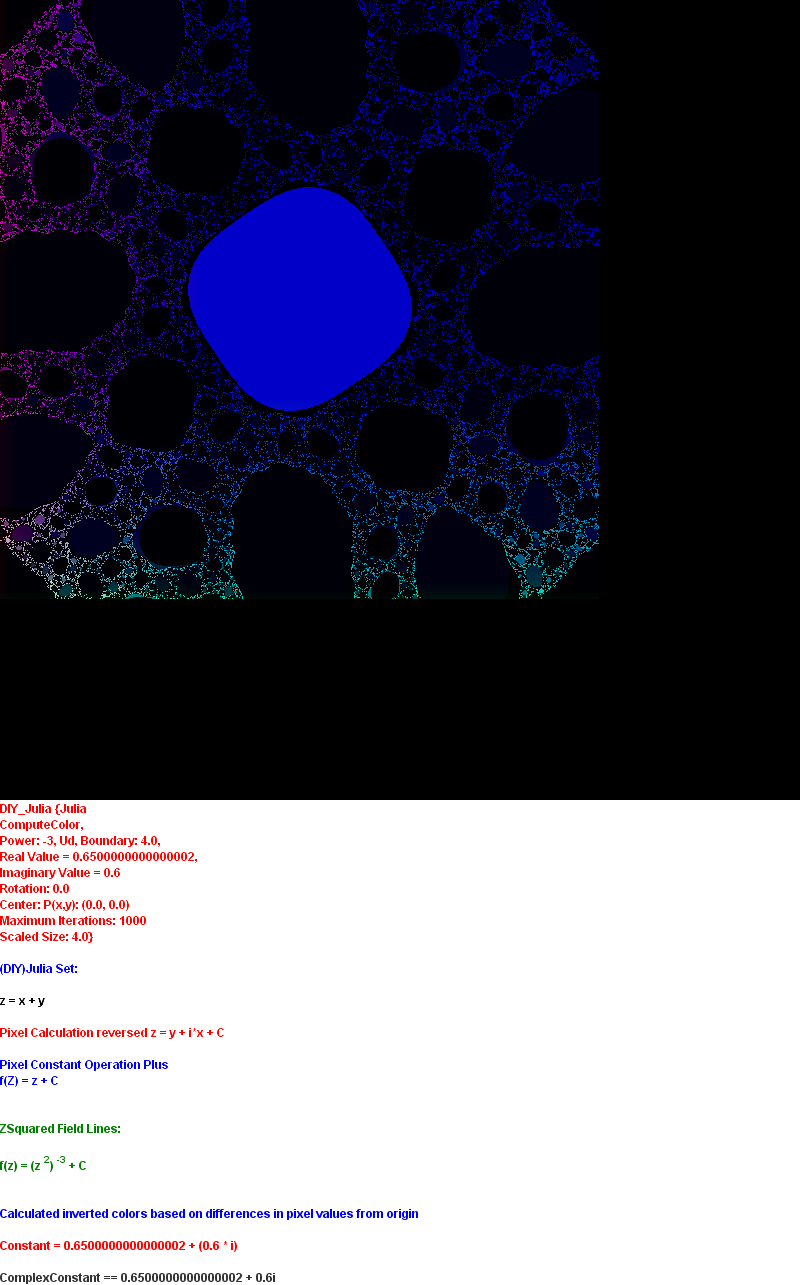 DIY_Julia {Julia
ComputeColor,
Power: -3, Ud, Boundary: 4.0,
Real Value = 0.6500000000000002,
Imaginary Value = 0.6
Rotation: 0.0
Center: P(x,y): (0.0, 0.0)
Maximum Iterations: 1000
Scaled Size: 4.0}
(DIY)Julia Set:
z = x + y
Pixel Calculation reversed z = y + i*x + C
Pixel Constant Operation Plus
f(Z) = z + C
ZSquared Field Lines:
f(z) = (z 2) -3 + C
Calculated inverted colors based on differences in pixel values from origin
Constant = 0.6500000000000002 + (0.6 * i)
ComplexConstant == 0.6500000000000002 + 0.6i